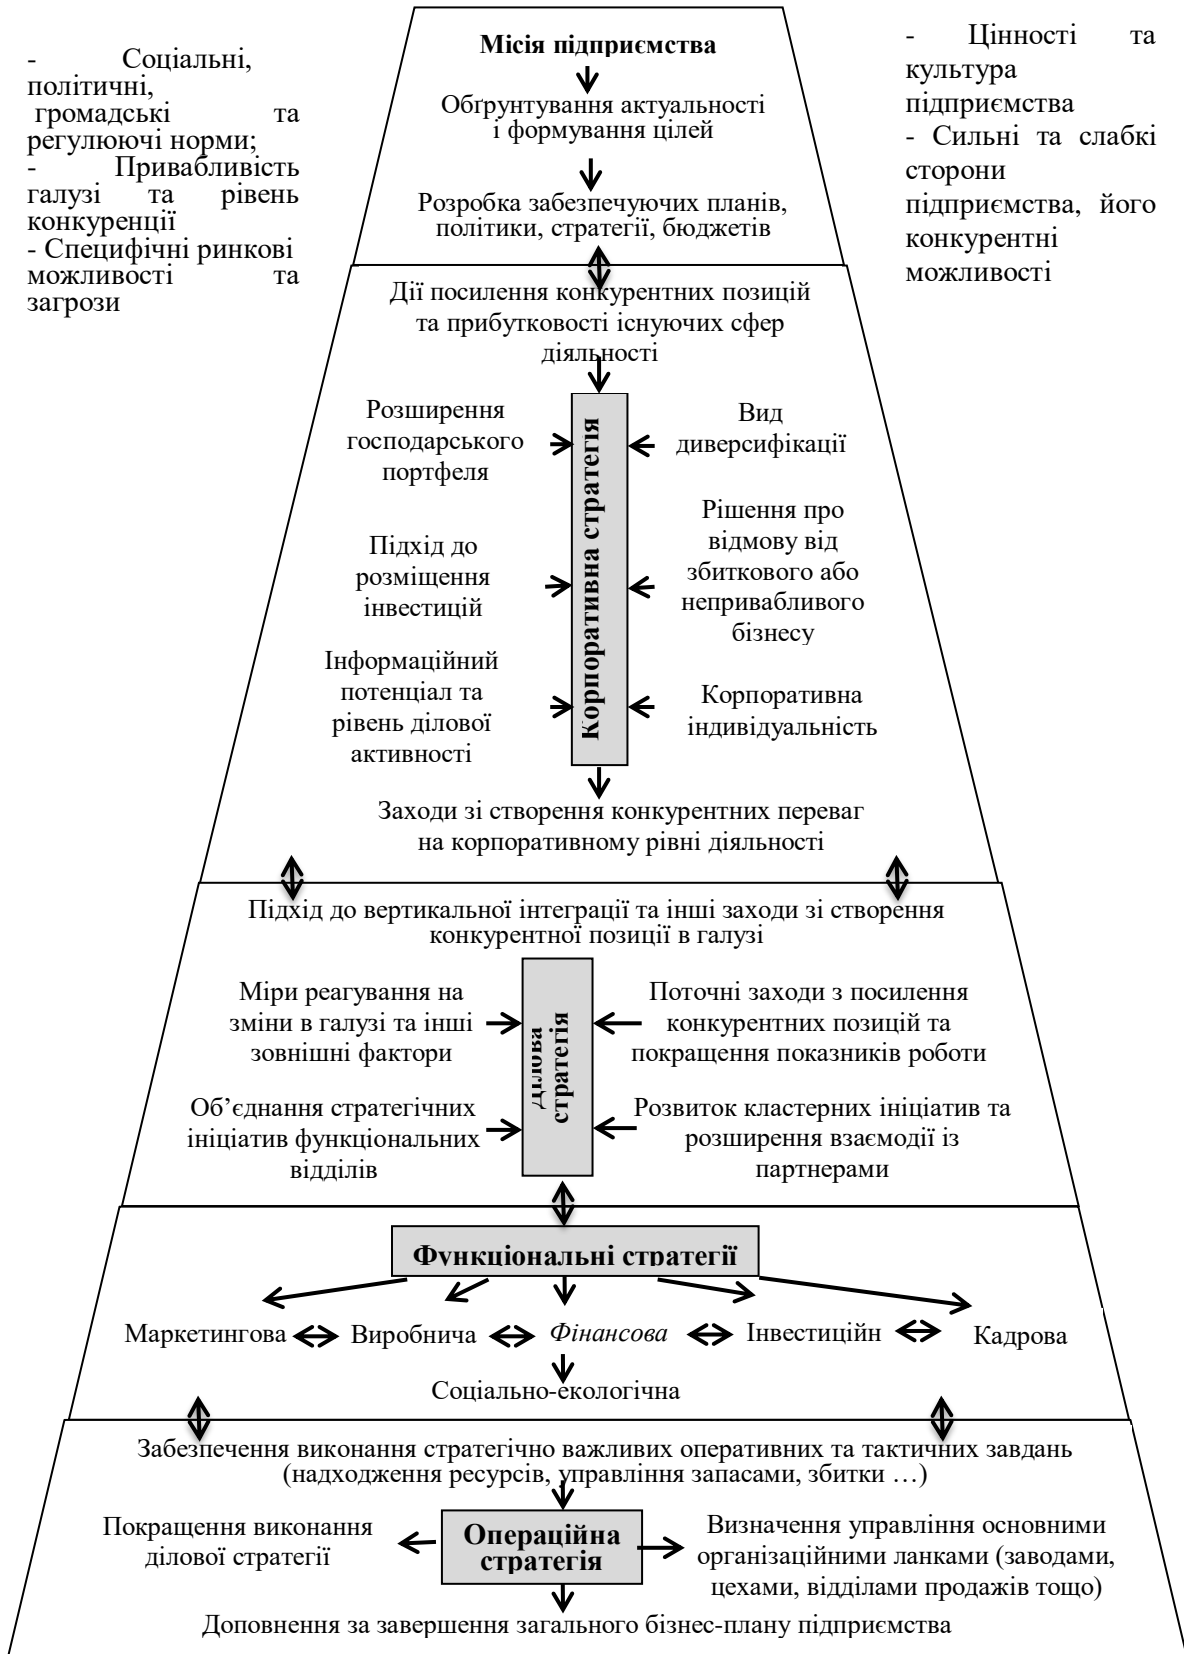 - Соціальні,
політичні,
громадські та
регулюючі норми;
- Привабливість
галузі та рівень
конкуренції
- Специфічні ринкові
можливості та
загрози
- Цінності та
культура
підприємства
- Сильні та слабкі
сторони
підприємства, його
конкурентні
можливості
Місія підприємства
Обґрунтування актуальності
і формування цілей
Розробка забезпечуючих планів,
політики, стратегії, бюджетів
Дії посилення конкурентних позицій
та прибутковості існуючих сфер
діяльності
Розширення
господарського
портфеля
Підхід до
розміщення
інвестицій
Інформаційний
потенціал та
рівень ділової
активності
Корпоративна стратегія
Вид
диверсифікації
Рішення про
відмову від
збиткового або
непривабливого
бізнесу
Корпоративна
індивідуальність
Заходи зі створення конкурентних переваг
на корпоративному рівні діяльності
Підхід до вертикальної інтеграції та інші заходи зі створення
конкурентної позиції в галузі
Міри реагування на
зміни в галузі та інші
зовнішні фактори
Об’єднання стратегічних
ініціатив функціональних
відділів
Ділова
стратегія
Поточні заходи з посилення
конкурентних позицій та
покращення показників роботи
Розвиток кластерних ініціатив та
розширення взаємодії із
партнерами
Функціональні стратегії
Маркетингова Виробнича Фінансова Інвестиційн Кадрова
Соціально-екологічна
Забезпечення виконання стратегічно важливих оперативних та тактичних завдань
(надходження ресурсів, управління запасами, збитки …)
Покращення виконання
ділової стратегії
Операційна
стратегія
Визначення управління основними
організаційними ланками (заводами,
цехами, відділами продажів тощо)
Доповнення за завершення загального бізнес-плану підприємства